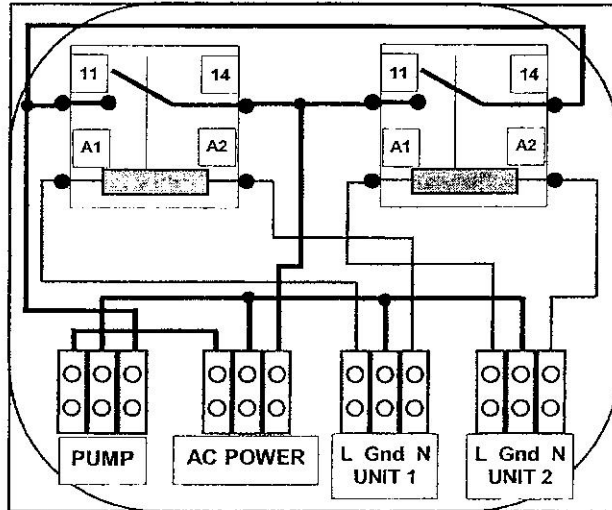 11 14 11 14
A1 A2 A1 A2
PUMP AC POWER L Gnd N L Gnd N
UNIT 1 UNIT 2